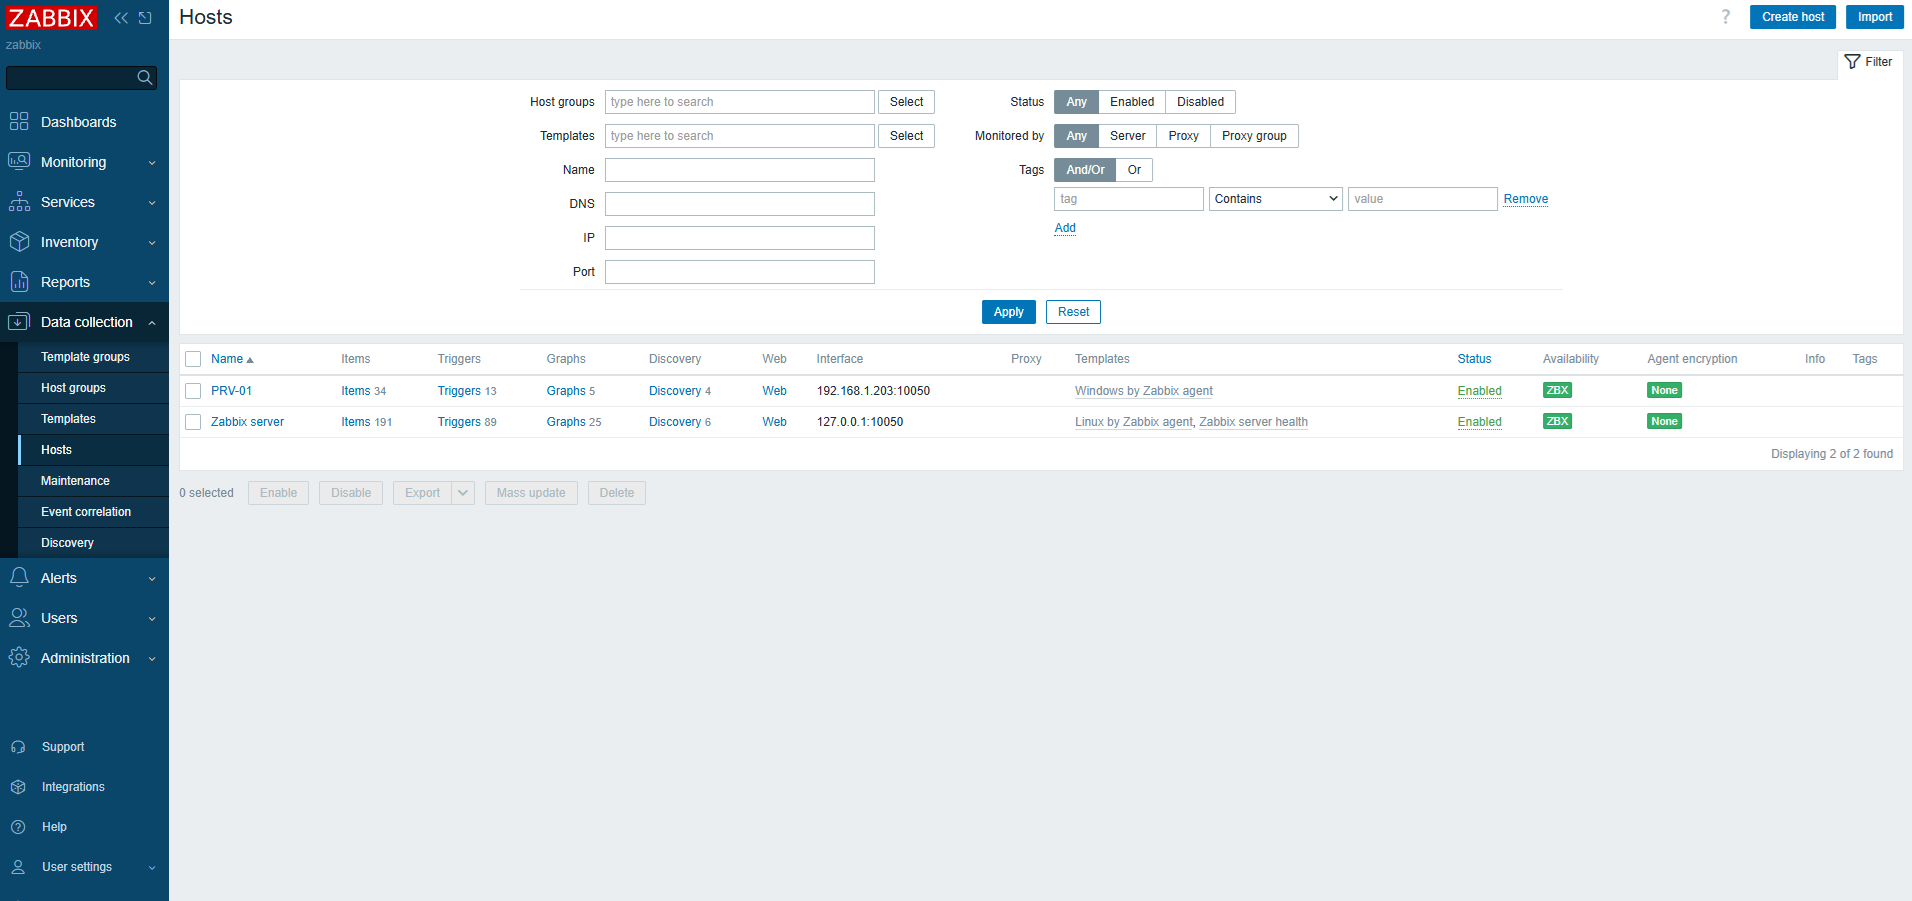 ZABBIX
zabbix
Dashboards
Monitoring
Services
Inventory
Reports
Data collection
Template groups
Host groups
Templates
Hosts
Maintenance
Event correlation
Discovery
Alerts
Users
Administration
Support
Integrations
Help
User settings
Hosts
? Create host Import
Filter
Host groups type here to search Select
Templates type here to search Select
Name
DNS
IP
Port
Status Any Enabled Disabled
Monitored by Any Server Proxy Proxy group
Tags And/Or Or
tag Contains value Remove
Add
Apply Reset
Name Items Triggers Graphs Discovery Web Interface Proxy Templates Status Availability Agent encryption Info Tags
PRV-01 Items 34 Triggers 13 Graphs 5 Discovery 4 Web 192.168.1.203:10050 Windows by Zabbix agent Enabled ZBX None
Zabbix server Items 191 Triggers 89 Graphs 25 Discovery 6 Web 127.0.0.1:10050 Linux by Zabbix agent, Zabbix server health Enabled ZBX None
Displaying 2 of 2 found
0 selected Enable Disable Export Mass update Delete